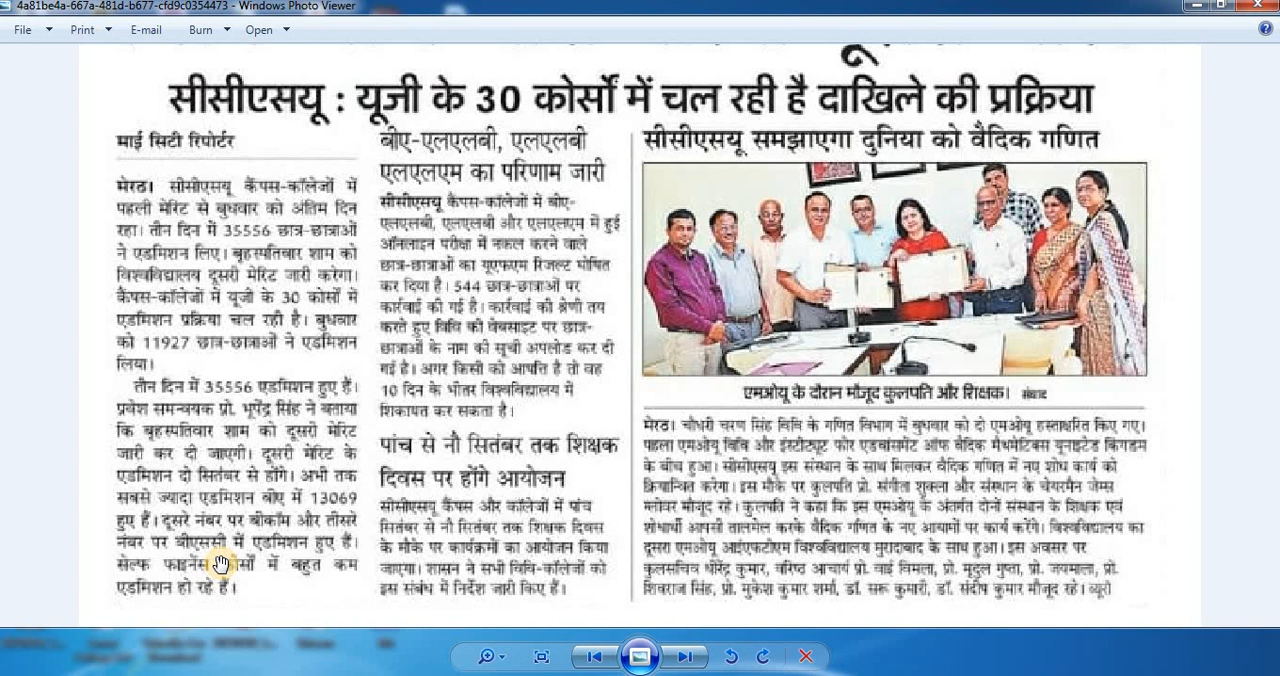 4a81be4a-667a-481d-b677-cfd9c0354473 - Windows Photo Viewer
File Print E-mail Burn Open
सीसीएसयू : यूजी के 30 कोर्सों में चल रही है दाखिले की प्रक्रिया
माई सिटी रिपोर्टर
मेरठ। सीसीएसयू कैंपस-कॉलेजों में
पहली मेरिट से बुधवार को अंतिम दिन
रहा। तीन दिन में 35556 छात्र-छात्राओं
ने एडमिशन लिए। बृहस्पतिवार शाम को
विश्वविद्यालय दूसरी मेरिट जारी करेगा।
कैंपस-कॉलेजों में यूजी के 30 कोर्सों में
एडमिशन प्रक्रिया चल रही है। बुधवार
को 11927 छात्र-छात्राओं ने एडमिशन
लिया।
तीन दिन में 35556 एडमिशन हुए हैं।
प्रवेश समन्वयक प्रो. भूपेंद्र सिंह ने बताया
कि बृहस्पतिवार शाम को दूसरी मेरिट
जारी कर दी जाएगी। दूसरी मेरिट के
एडमिशन दो सितंबर से होंगे। अभी तक
सबसे ज्यादा एडमिशन बीए में 13069
हुए हैं। दूसरे नंबर पर बीकॉम और तीसरे
नंबर पर बीएससी में एडमिशन हुए हैं।
सेल्फ फाइनेंस कोर्सों में बहुत कम
एडमिशन हो रहे हैं।
बीए-एलएलबी, एलएलबी
एलएलएम का परिणाम जारी
सीसीएसयू कैंपस-कॉलेजों में बीए-
एलएलबी, एलएलबी और एलएलएम में हुई
ऑनलाइन परीक्षा में नकल करने वाले
छात्र-छात्राओं का यूएफएम रिजल्ट घोषित
कर दिया है। 544 छात्र-छात्राओं पर
कार्रवाई की गई है। कार्रवाई की श्रेणी तय
करते हुए विवि की वेबसाइट पर छात्र-
छात्राओं के नाम की सूची अपलोड कर दी
गई है। अगर किसी को आपत्ति है तो वह
10 दिन के भीतर विश्वविद्यालय में
शिकायत कर सकता है।
पांच से नौ सितंबर तक शिक्षक
दिवस पर होंगे आयोजन
सीसीएसयू कैंपस और कॉलेजों में पांच
सितंबर से नौ सितंबर तक शिक्षक दिवस
के मौके पर कार्यक्रमों का आयोजन किया
जाएगा। शासन ने सभी विवि-कॉलेजों को
इस संबंध में निर्देश जारी किए हैं।
सीसीएसयू समझाएगा दुनिया को वैदिक गणित
एमओयू के दौरान मौजूद कुलपति और शिक्षक। संवाद
मेरठ। चौधरी चरण सिंह विवि के गणित विभाग में बुधवार को दो एमओयू हस्ताक्षरित किए गए।
पहला एमओयू विवि और इंस्टीट्यूट फोर एडवांसमेंट ऑफ वैदिक मैथमेटिक्स यूनाइटेड किंगडम
के बीच हुआ। सीसीएसयू इस संस्थान के साथ मिलकर वैदिक गणित में नए शोध कार्य को
क्रियान्वित करेगा। इस मौके पर कुलपति प्रो. संगीता शुक्ला और संस्थान के चेयरमैन जेम्स
ग्लोवर मौजूद रहे। कुलपति ने कहा कि इस एमओयू के अंतर्गत दोनों संस्थान के शिक्षक एवं
शोधार्थी आपसी तालमेल करके वैदिक गणित के नए आयामों पर कार्य करेंगे। विश्वविद्यालय का
दूसरा एमओयू आईएफटीएम विश्वविद्यालय मुरादाबाद के साथ हुआ। इस अवसर पर
कुलसचिव धीरेंद्र कुमार, वरिष्ठ आचार्य प्रो. वाई विमला, प्रो. मृदुल गुप्ता, प्रो. जयमाला, प्रो.
शिवराज सिंह, प्रो. मुकेश कुमार शर्मा, डॉ. सरू कुमारी, डॉ. संदीप कुमार मौजूद रहे। ब्यूरो